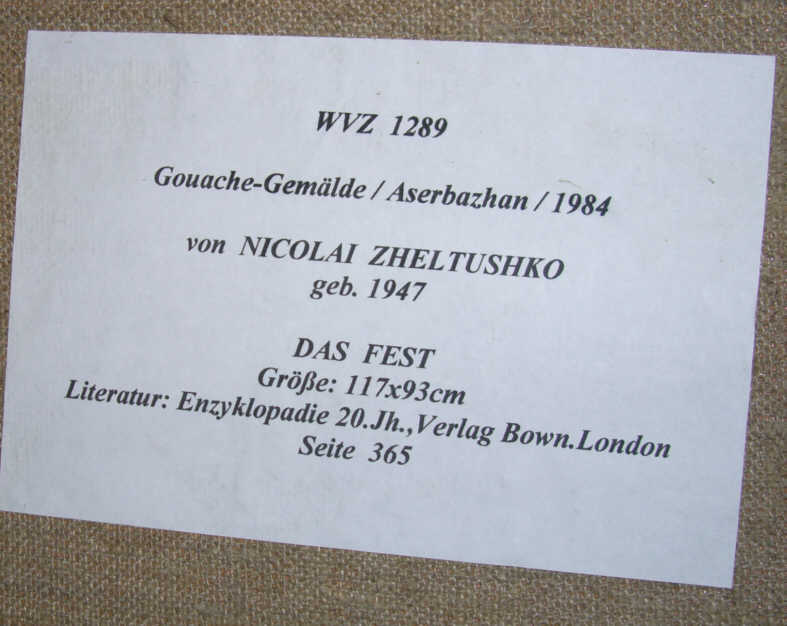 WVZ 1289
Gouache-Gemälde / Aserbazhan / 1984
von NICOLAI ZHELTUSHKO
geb. 1947
DAS FEST
Größe: 117x93cm
Literatur: Enzyklopadie 20.Jh.,Verlag Bown.London
Seite 365